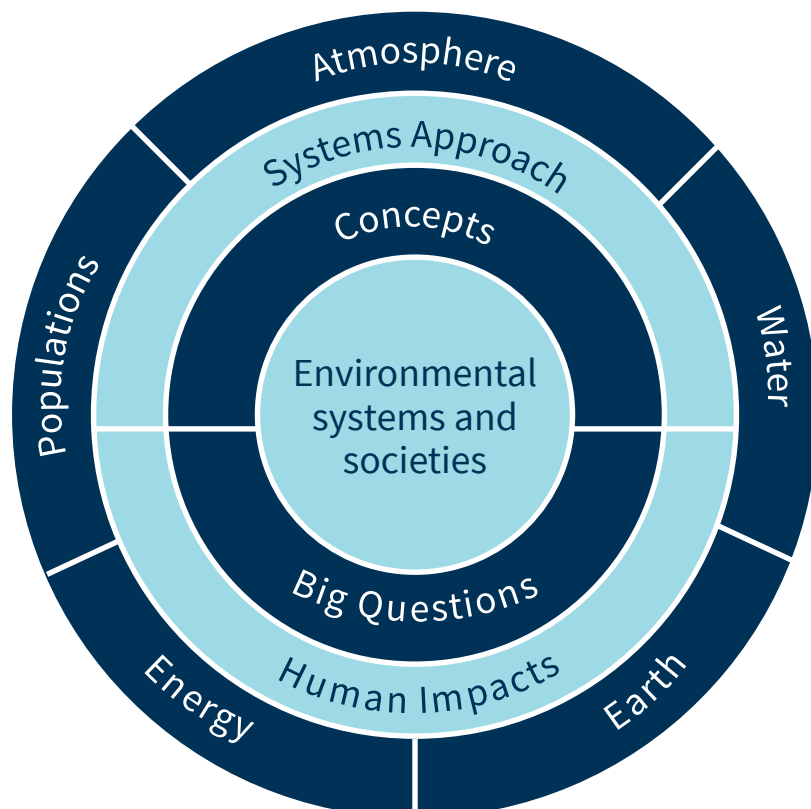 Atmosphere
Systems Approach
Concepts
Populations
Water
Environmental
systems and
societies
Big Questions
Human Impacts
Energy
Earth